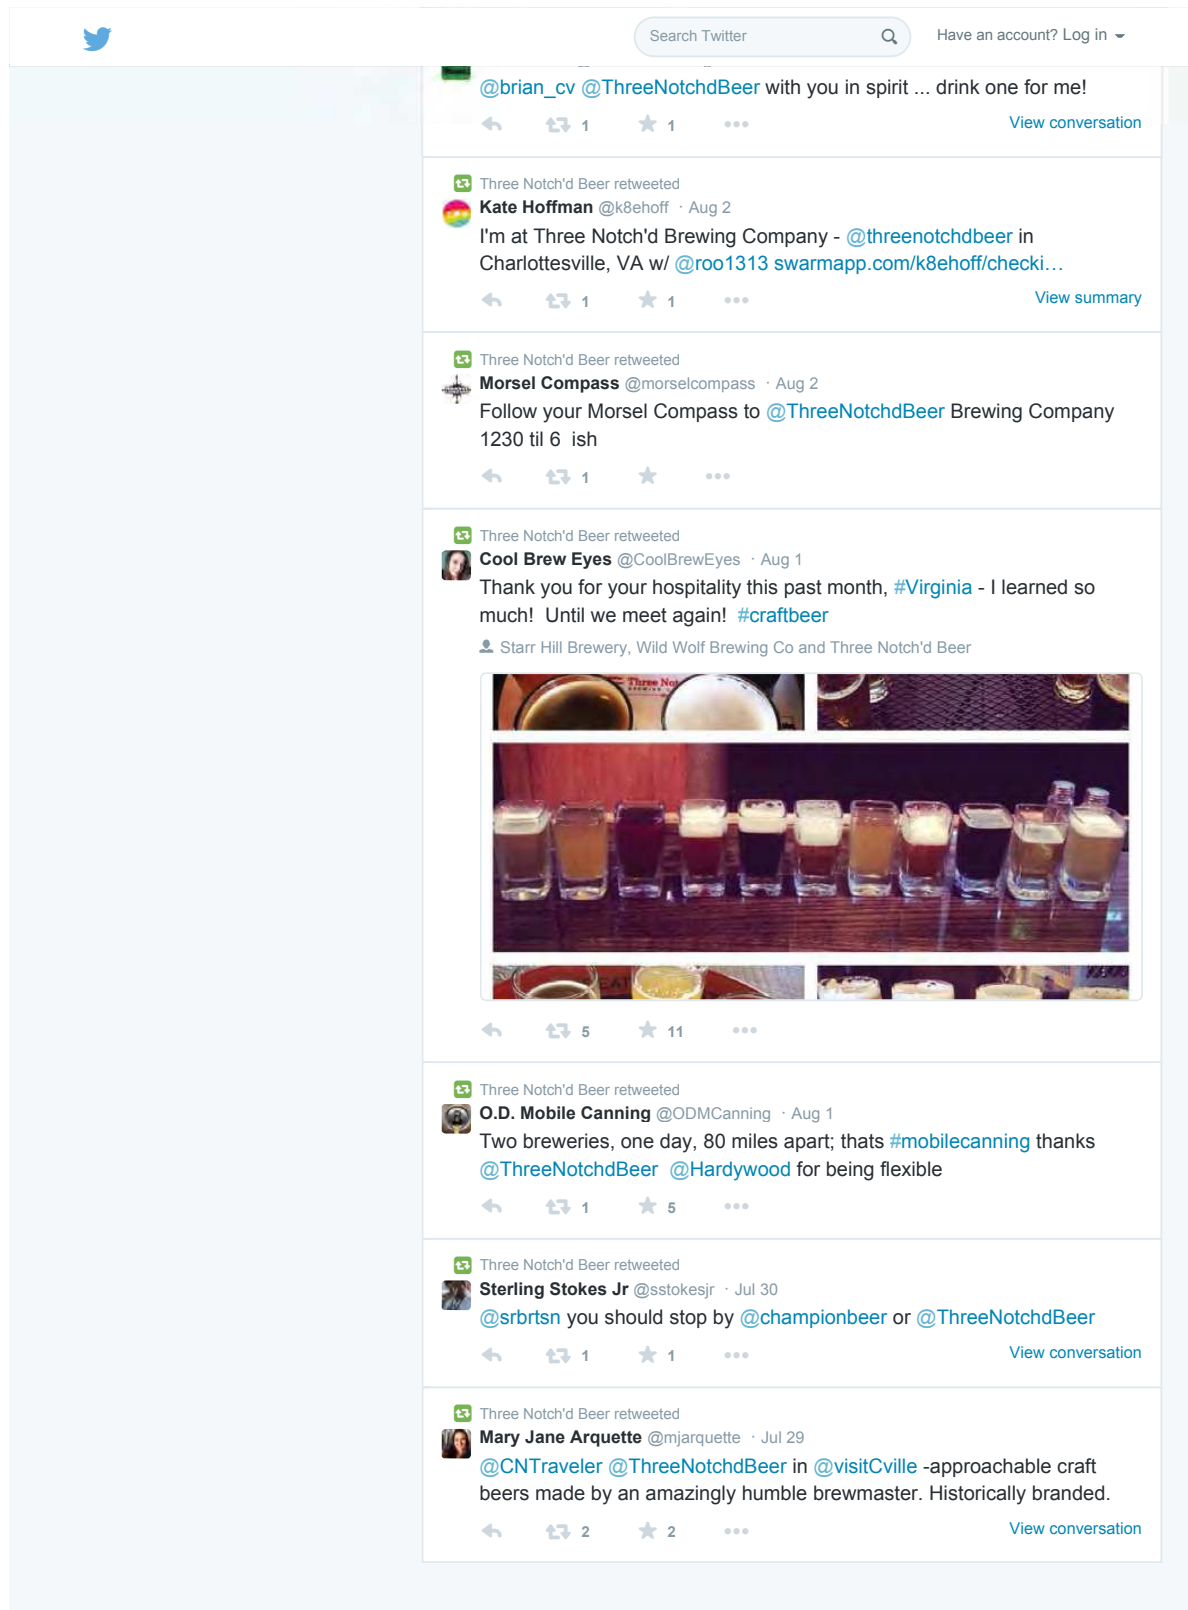 Search Twitter
Have an account? Log in
@brian_cv @ThreeNotchdBeer with you in spirit ... drink one for me!
1 1 View conversation
Three Notch'd Beer retweeted
Kate Hoffman @k8ehoff · Aug 2
I'm at Three Notch'd Brewing Company - @threenotchdbeer in
Charlottesville, VA w/ @roo1313 swarmapp.com/k8ehoff/checki…
1 1 View summary
Three Notch'd Beer retweeted
Morsel Compass @morselcompass · Aug 2
Follow your Morsel Compass to @ThreeNotchdBeer Brewing Company
1230 til 6 ish
1
Three Notch'd Beer retweeted
Cool Brew Eyes @CoolBrewEyes · Aug 1
Thank you for your hospitality this past month, #Virginia - I learned so
much! Until we meet again! #craftbeer
Starr Hill Brewery, Wild Wolf Brewing Co and Three Notch'd Beer
Three
5 11
Three Notch'd Beer retweeted
O.D. Mobile Canning @ODMCanning · Aug 1
Two breweries, one day, 80 miles apart; thats #mobilecanning thanks
@ThreeNotchdBeer @Hardywood for being flexible
1 5
Three Notch'd Beer retweeted
Sterling Stokes Jr @sstokesjr · Jul 30
@srbrtsn you should stop by @championbeer or @ThreeNotchdBeer
1 1 View conversation
Three Notch'd Beer retweeted
Mary Jane Arquette @mjarquette · Jul 29
@CNTraveler @ThreeNotchdBeer in @visitCville -approachable craft
beers made by an amazingly humble brewmaster. Historically branded.
2 2 View conversation